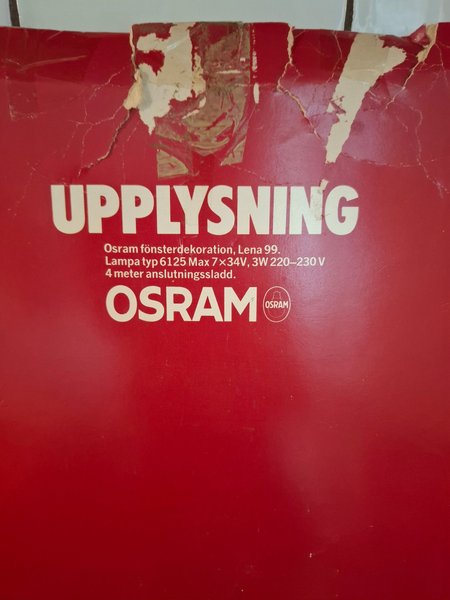 UPPLYSNING
Osram fönsterdekoration, Lena 99.
Lampa typ 6125 Max 7×34V, 3W 220–230 V
4 meter anslutningssladd.
OSRAM OSRAM